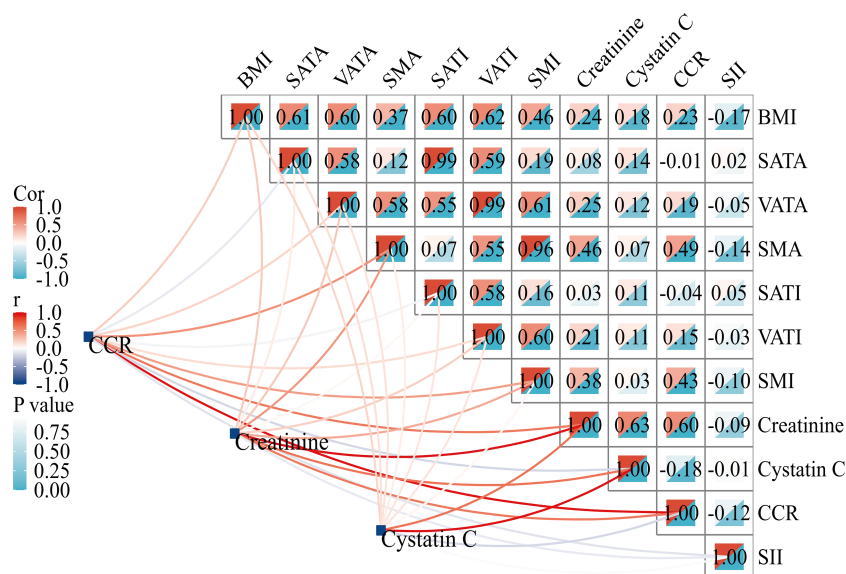 BMI SATA VATA SMA SATI VATI SMI Creatinine Cystatin C CCR SII
1.00 0.61 0.60 0.37 0.60 0.62 0.46 0.24 0.18 0.23 -0.17 BMI
1.00 0.58 0.12 0.99 0.59 0.19 0.08 0.14 -0.01 0.02 SATA
1.00 0.58 0.55 0.99 0.61 0.25 0.12 0.19 -0.05 VATA
1.00 0.07 0.55 0.96 0.46 0.07 0.49 -0.14 SMA
1.00 0.58 0.16 0.03 0.11 -0.04 0.05 SATI
1.00 0.60 0.21 0.11 0.15 -0.03 VATI
1.00 0.38 0.03 0.43 -0.10 SMI
1.00 0.63 0.60 -0.09 Creatinine
1.00 -0.18 -0.01 Cystatin C
1.00 -0.12 CCR
1.00 SII
Cor
1.0
0.5
0.0
-0.5
-1.0
r
1.0
0.5
0.0
-0.5
-1.0
P value
0.75
0.50
0.25
0.00
CCR
Creatinine
Cystatin C